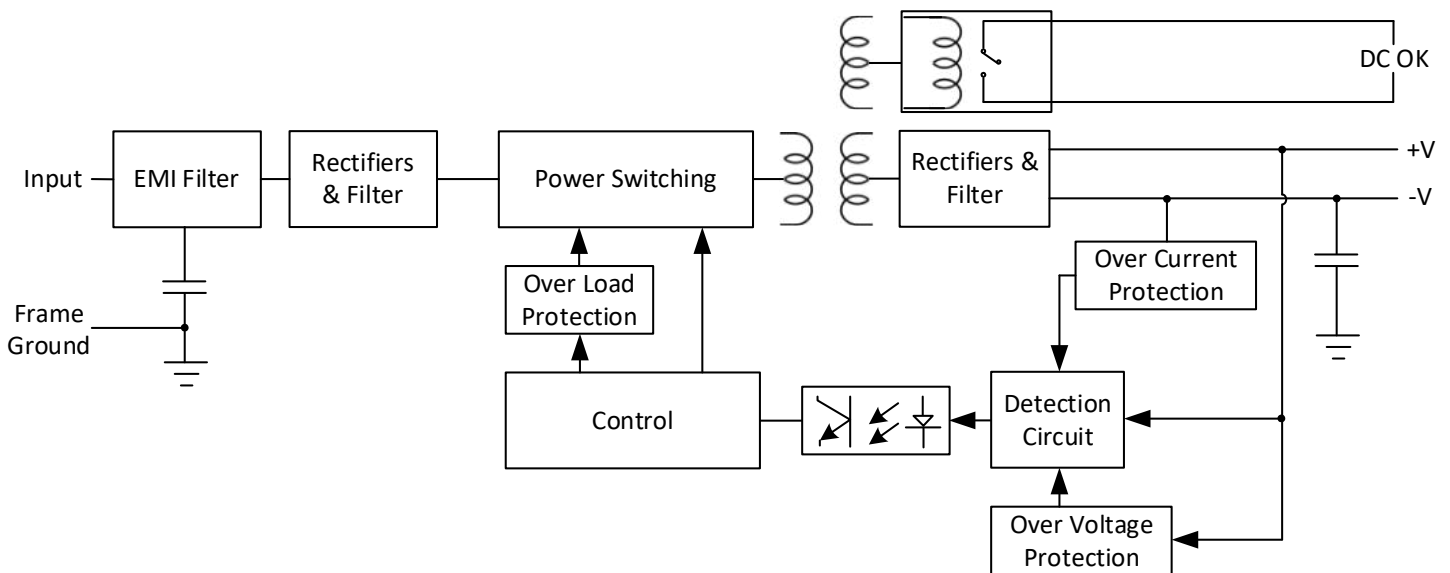 DC OK
+V
-V
Input
EMI Filter
Rectifiers
& Filter
Power Switching
Rectifiers &
Filter
Over Load
Protection
Over Current
Protection
Frame
Ground
Control
Detection
Circuit
Over Voltage
Protection